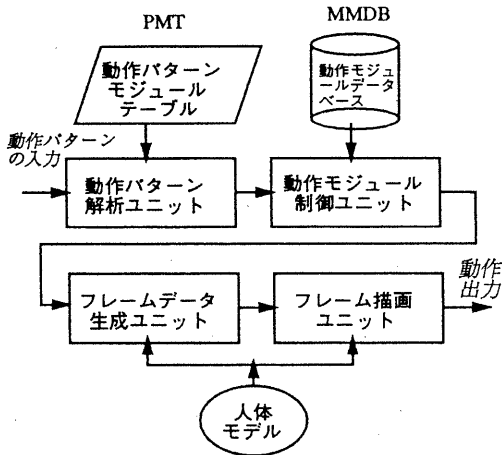 PMT
MMDB
動作パターン
モジュール
テーブル
動作モジュ
ールデータ
ベース
動作パターン
の入力
動作パターン
解析ユニット
動作モジュール
制御ユニット
フレームデータ
生成ユニット
フレーム描画
ユニット
動作
出力
人体
モデル